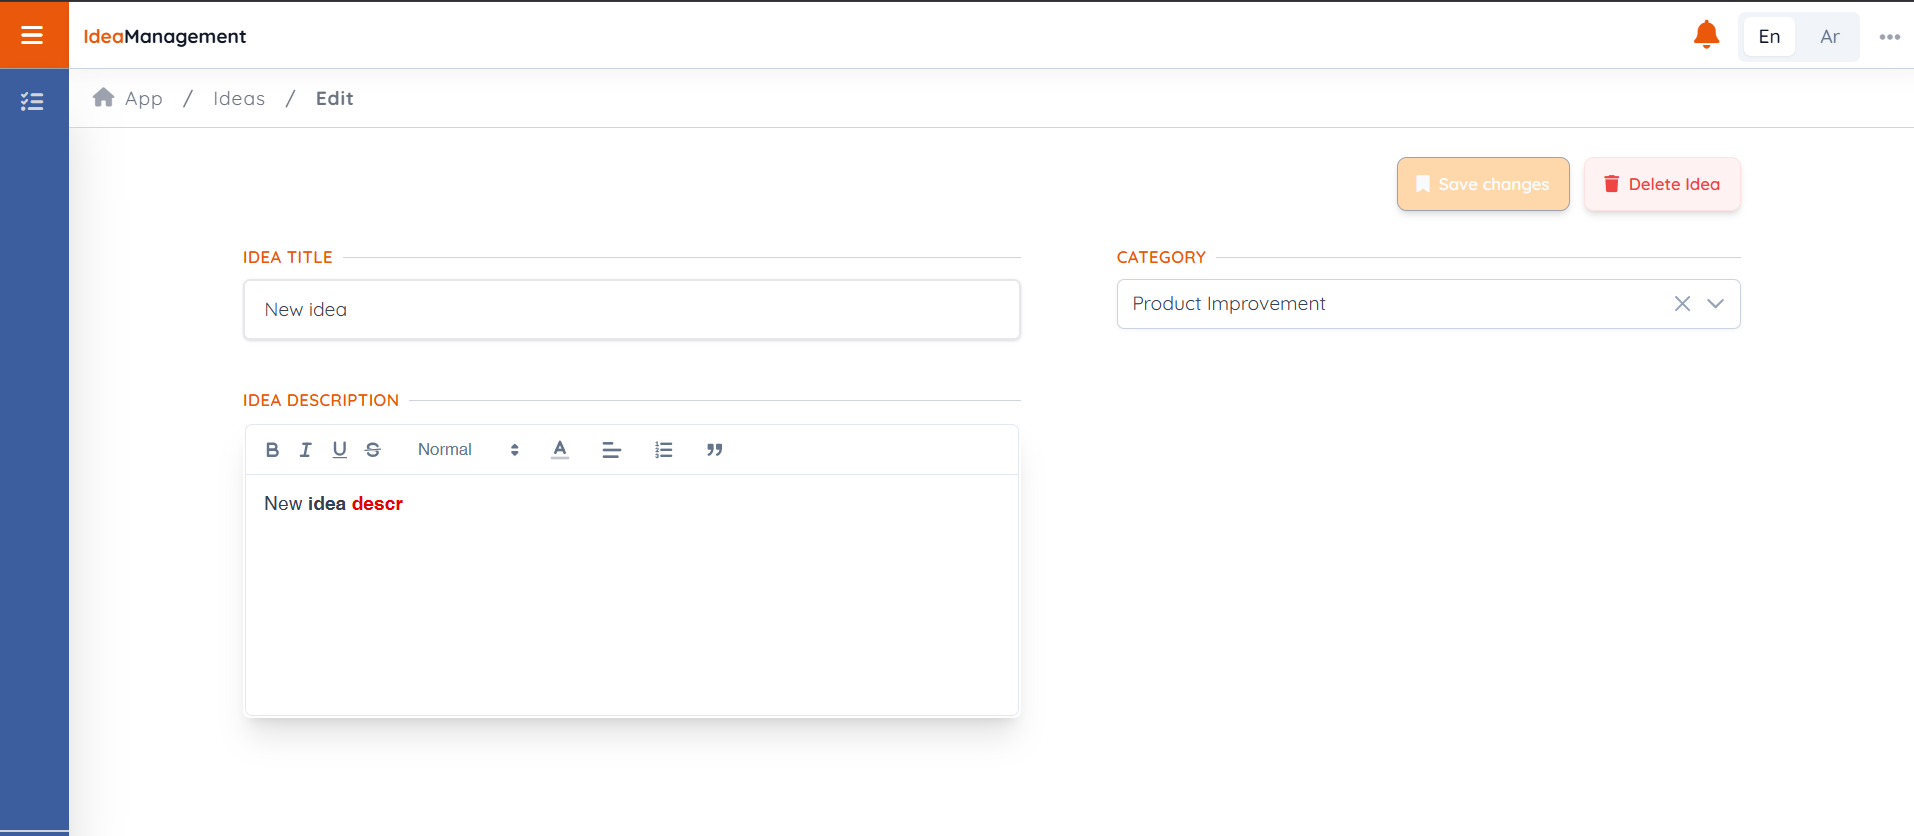 IdeaManagement
En Ar
App / Ideas / Edit
Save changes Delete Idea
IDEA TITLE
New idea
CATEGORY
Product Improvement
IDEA DESCRIPTION
B I U S Normal A
New idea descr